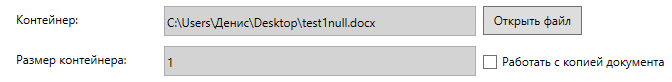 Контейнер: C:\Users\Денис\Desktop\test1null.docx Открыть файл
Размер контейнера: 1 Работать с копией документа